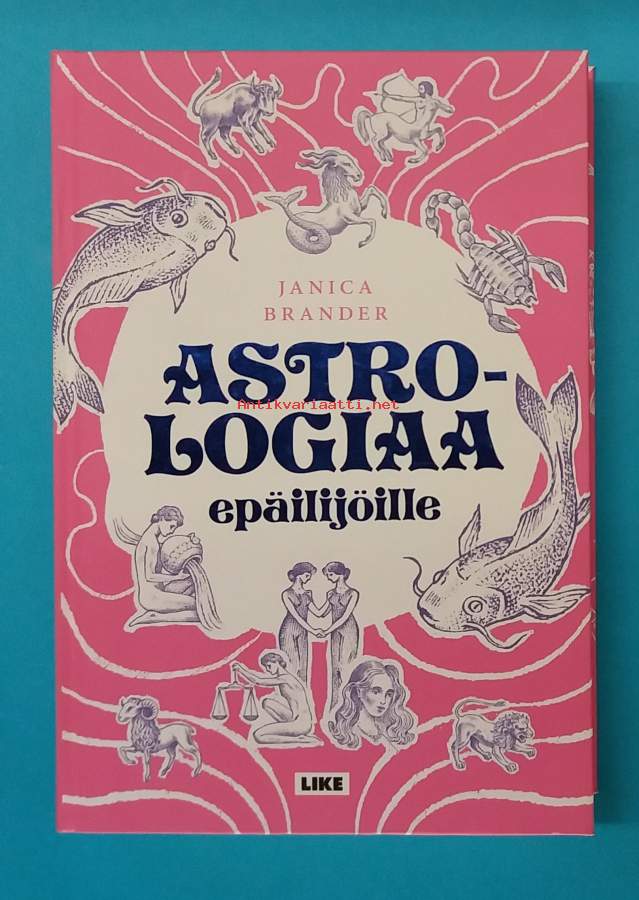 JANICA
BRANDER
ASTRO-
Antikvariaatti.net
LOGIAA
epäilijöille
LIKE